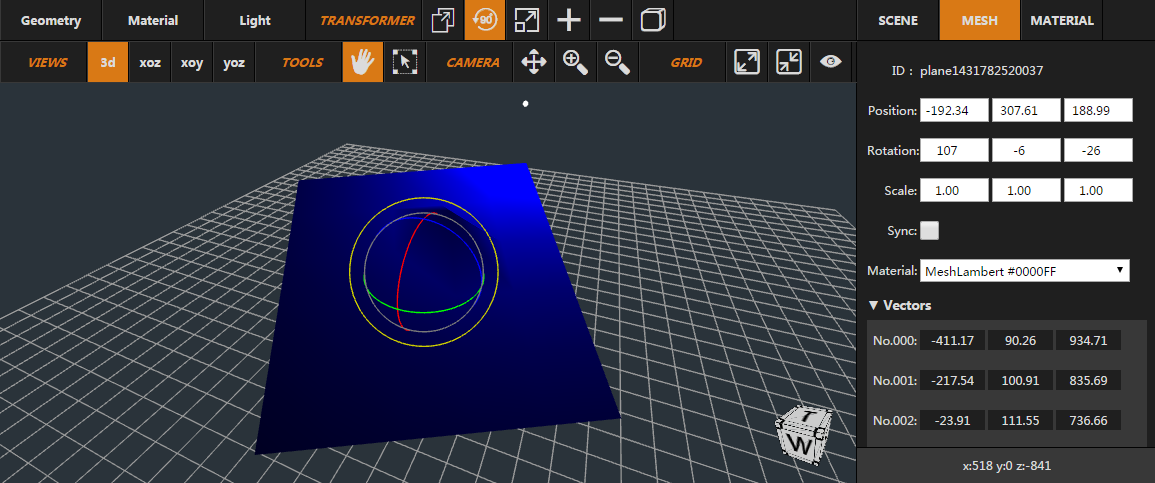 Geometry Material Light TRANSFORMER 90° SCENE MESH MATERIAL
VIEWS 3d xoz xoy yoz TOOLS CAMERA GRID
ID : plane1431782520037
Position: -192.34 307.61 188.99
Rotation: 107 -6 -26
Scale: 1.00 1.00 1.00
Sync:
Material: MeshLambert #0000FF
Vectors
No.000: -411.17 90.26 934.71
No.001: -217.54 100.91 835.69
No.002: -23.91 111.55 736.66
T
W
x:518 y:0 z:-841